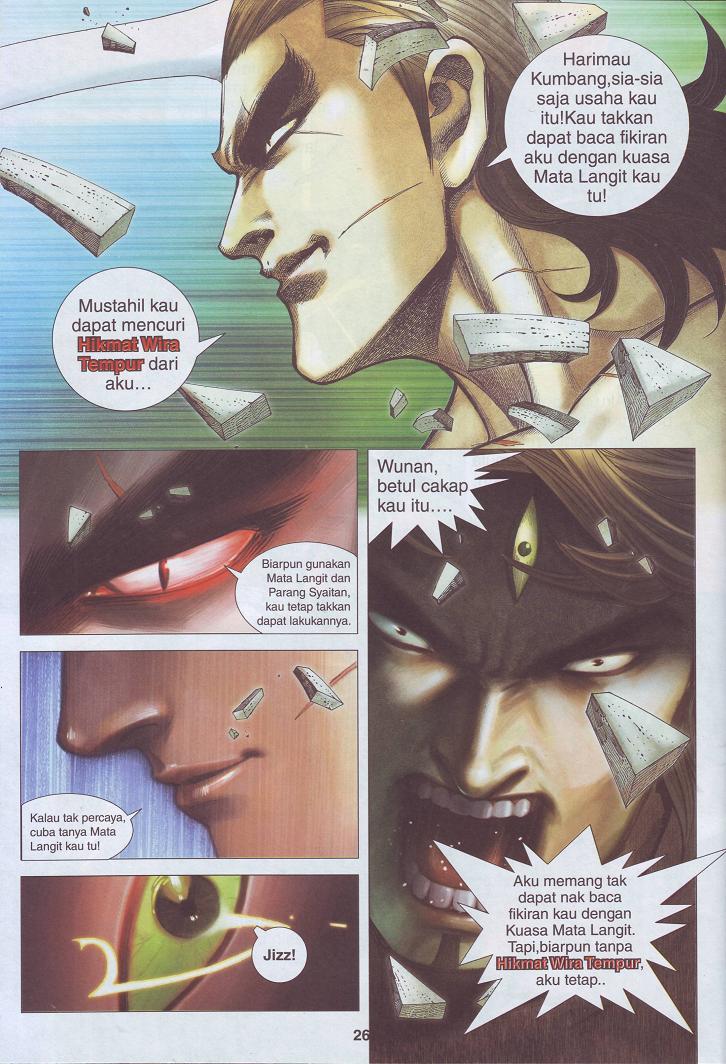 Harimau
Kumbang,sia-sia
saja usaha kau
itu!Kau takkan
dapat baca fikiran
aku dengan kuasa
Mata Langit kau
tu!
Mustahil kau
dapat mencuri
Hikmat Wira
Tempur dari
aku...
Biarpun gunakan
Mata Langit dan
Parang Syaitan,
kau tetap takkan
dapat lakukannya.
Kalau tak percaya,
cuba tanya Mata
Langit kau tu!
Jizz!
Wunan,
betul cakap
kau itu....
Aku memang tak
dapat nak baca
fikiran kau dengan
Kuasa Mata Langit.
Tapi,biarpun tanpa
Hikmat Wira Tempur,
aku tetap..
26